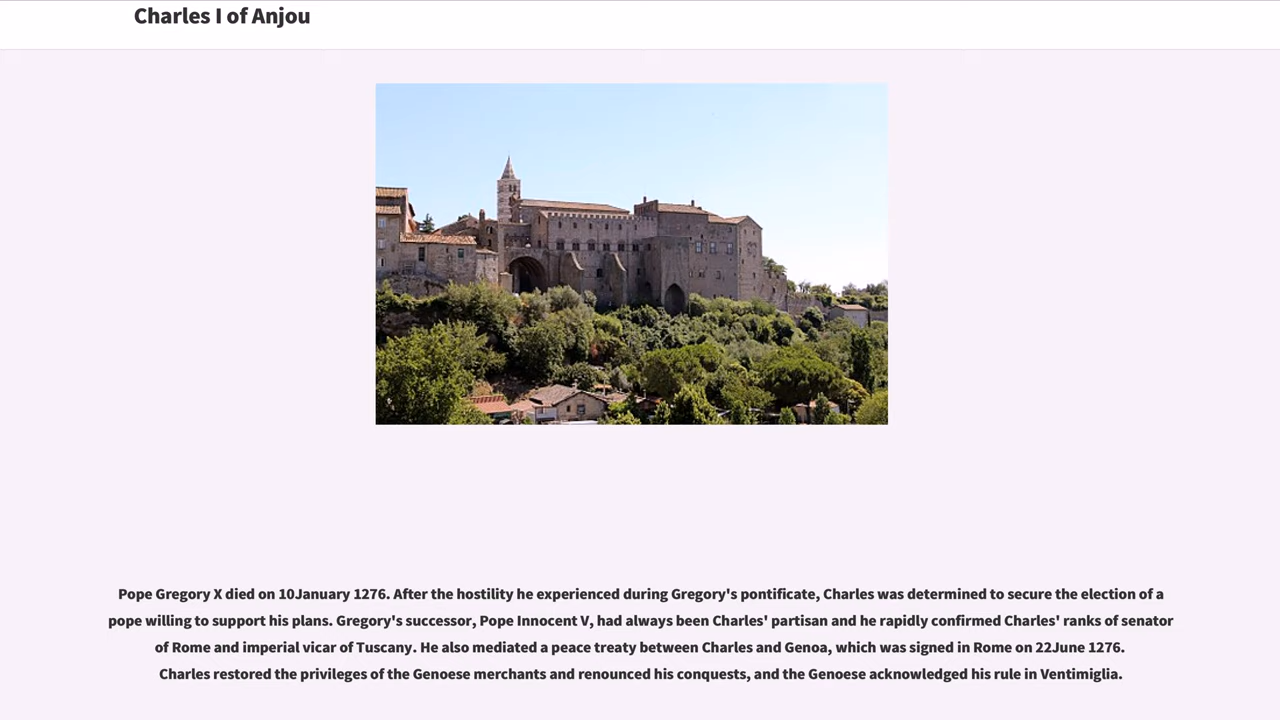 Charles I of Anjou
Pope Gregory X died on 10January 1276. After the hostility he experienced during Gregory's pontificate, Charles was determined to secure the election of a
pope willing to support his plans. Gregory's successor, Pope Innocent V, had always been Charles' partisan and he rapidly confirmed Charles' ranks of senator
of Rome and imperial vicar of Tuscany. He also mediated a peace treaty between Charles and Genoa, which was signed in Rome on 22June 1276.
Charles restored the privileges of the Genoese merchants and renounced his conquests, and the Genoese acknowledged his rule in Ventimiglia.